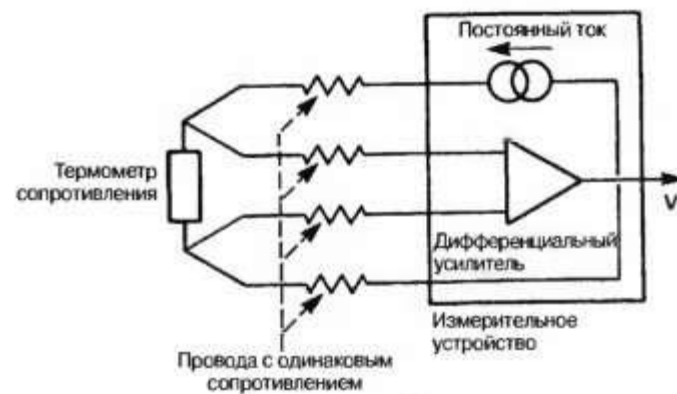 Постоянный ток
Термометр
сопротивления
V
Дифференциальный
усилитель
Измерительное
устройство
Провода с одинаковым
сопротивлением